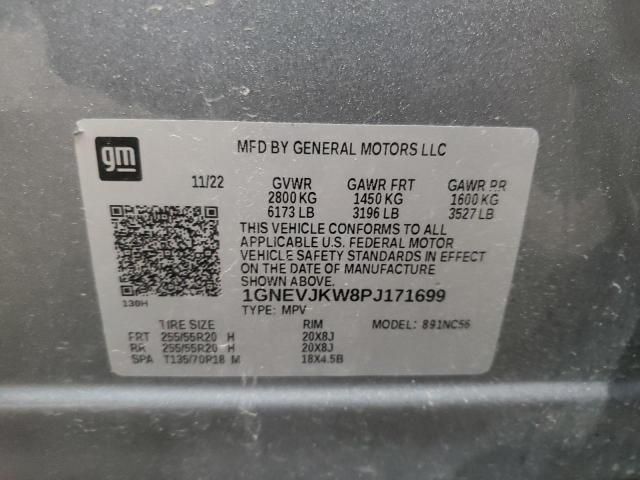 gm
MFD BY GENERAL MOTORS LLC
11/22 GVWR GAWR FRT GAWR RR
2800 KG 1450 KG 1600 KG
6173 LB 3196 LB 3527 LB
THIS VEHICLE CONFORMS TO ALL
APPLICABLE U.S. FEDERAL MOTOR
VEHICLE SAFETY STANDARDS IN EFFECT
ON THE DATE OF MANUFACTURE
SHOWN ABOVE.
130H
1GNEVJKW8PJ171699
TYPE: MPV MODEL: 891NC56
TIRE SIZE RIM
FRT 255/55R20 H 20X8J
RR 255/55R20 H 20X8J
SPA T135/70P18 M 18X4.5B